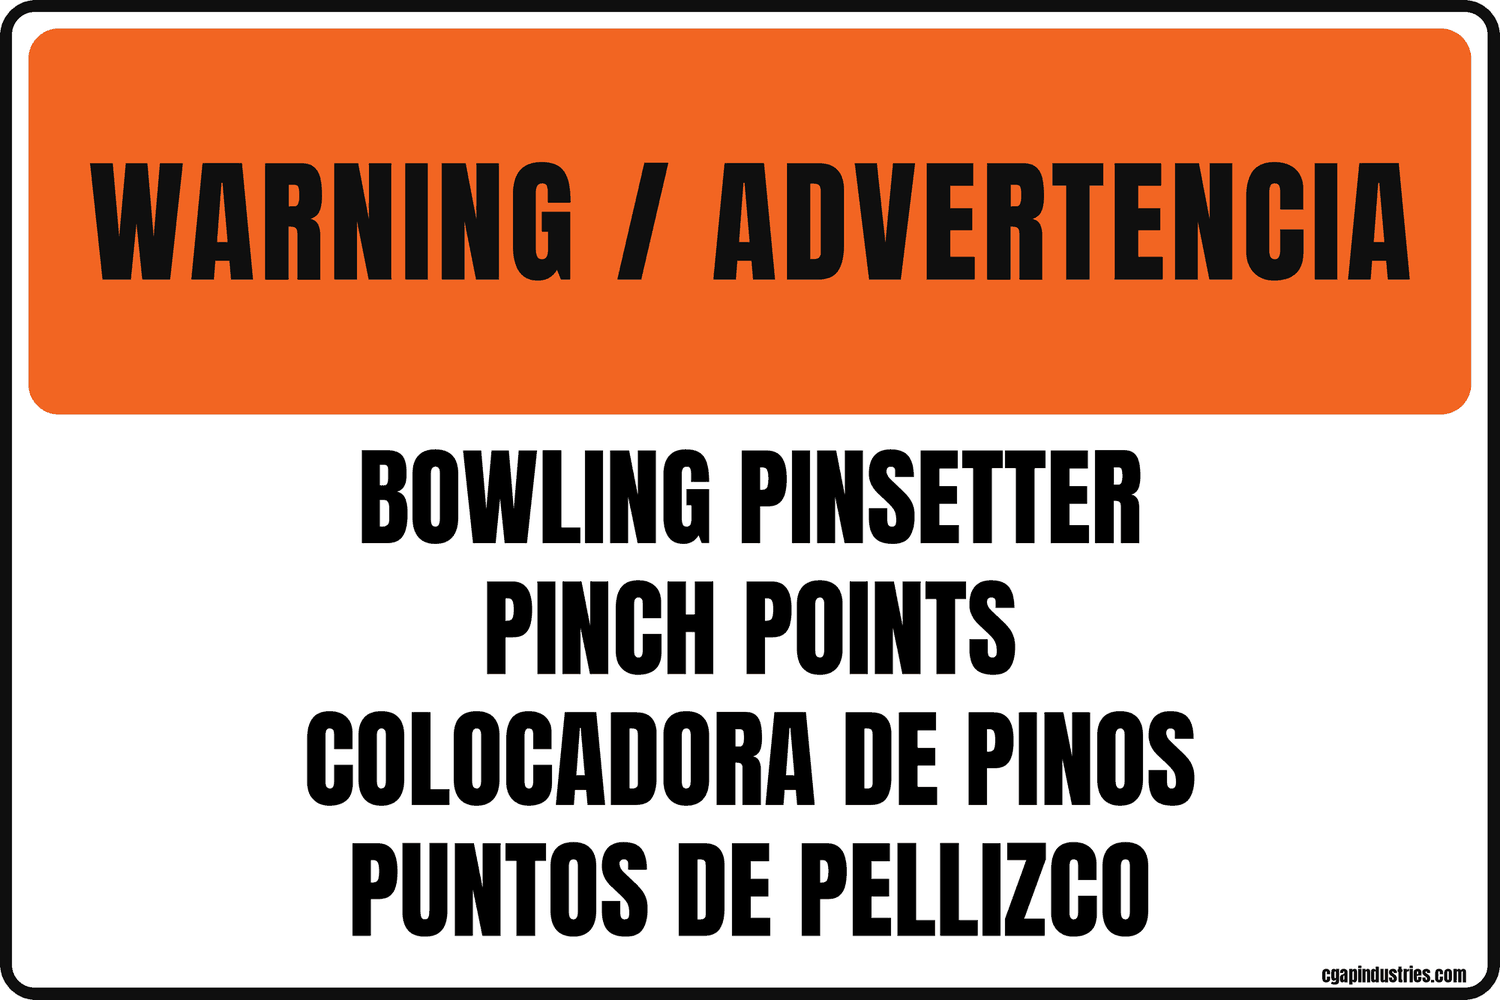 WARNING / ADVERTENCIA
BOWLING PINSETTER
PINCH POINTS
COLOCADORA DE PINOS
PUNTOS DE PELLIZCO
cgapindustries.com